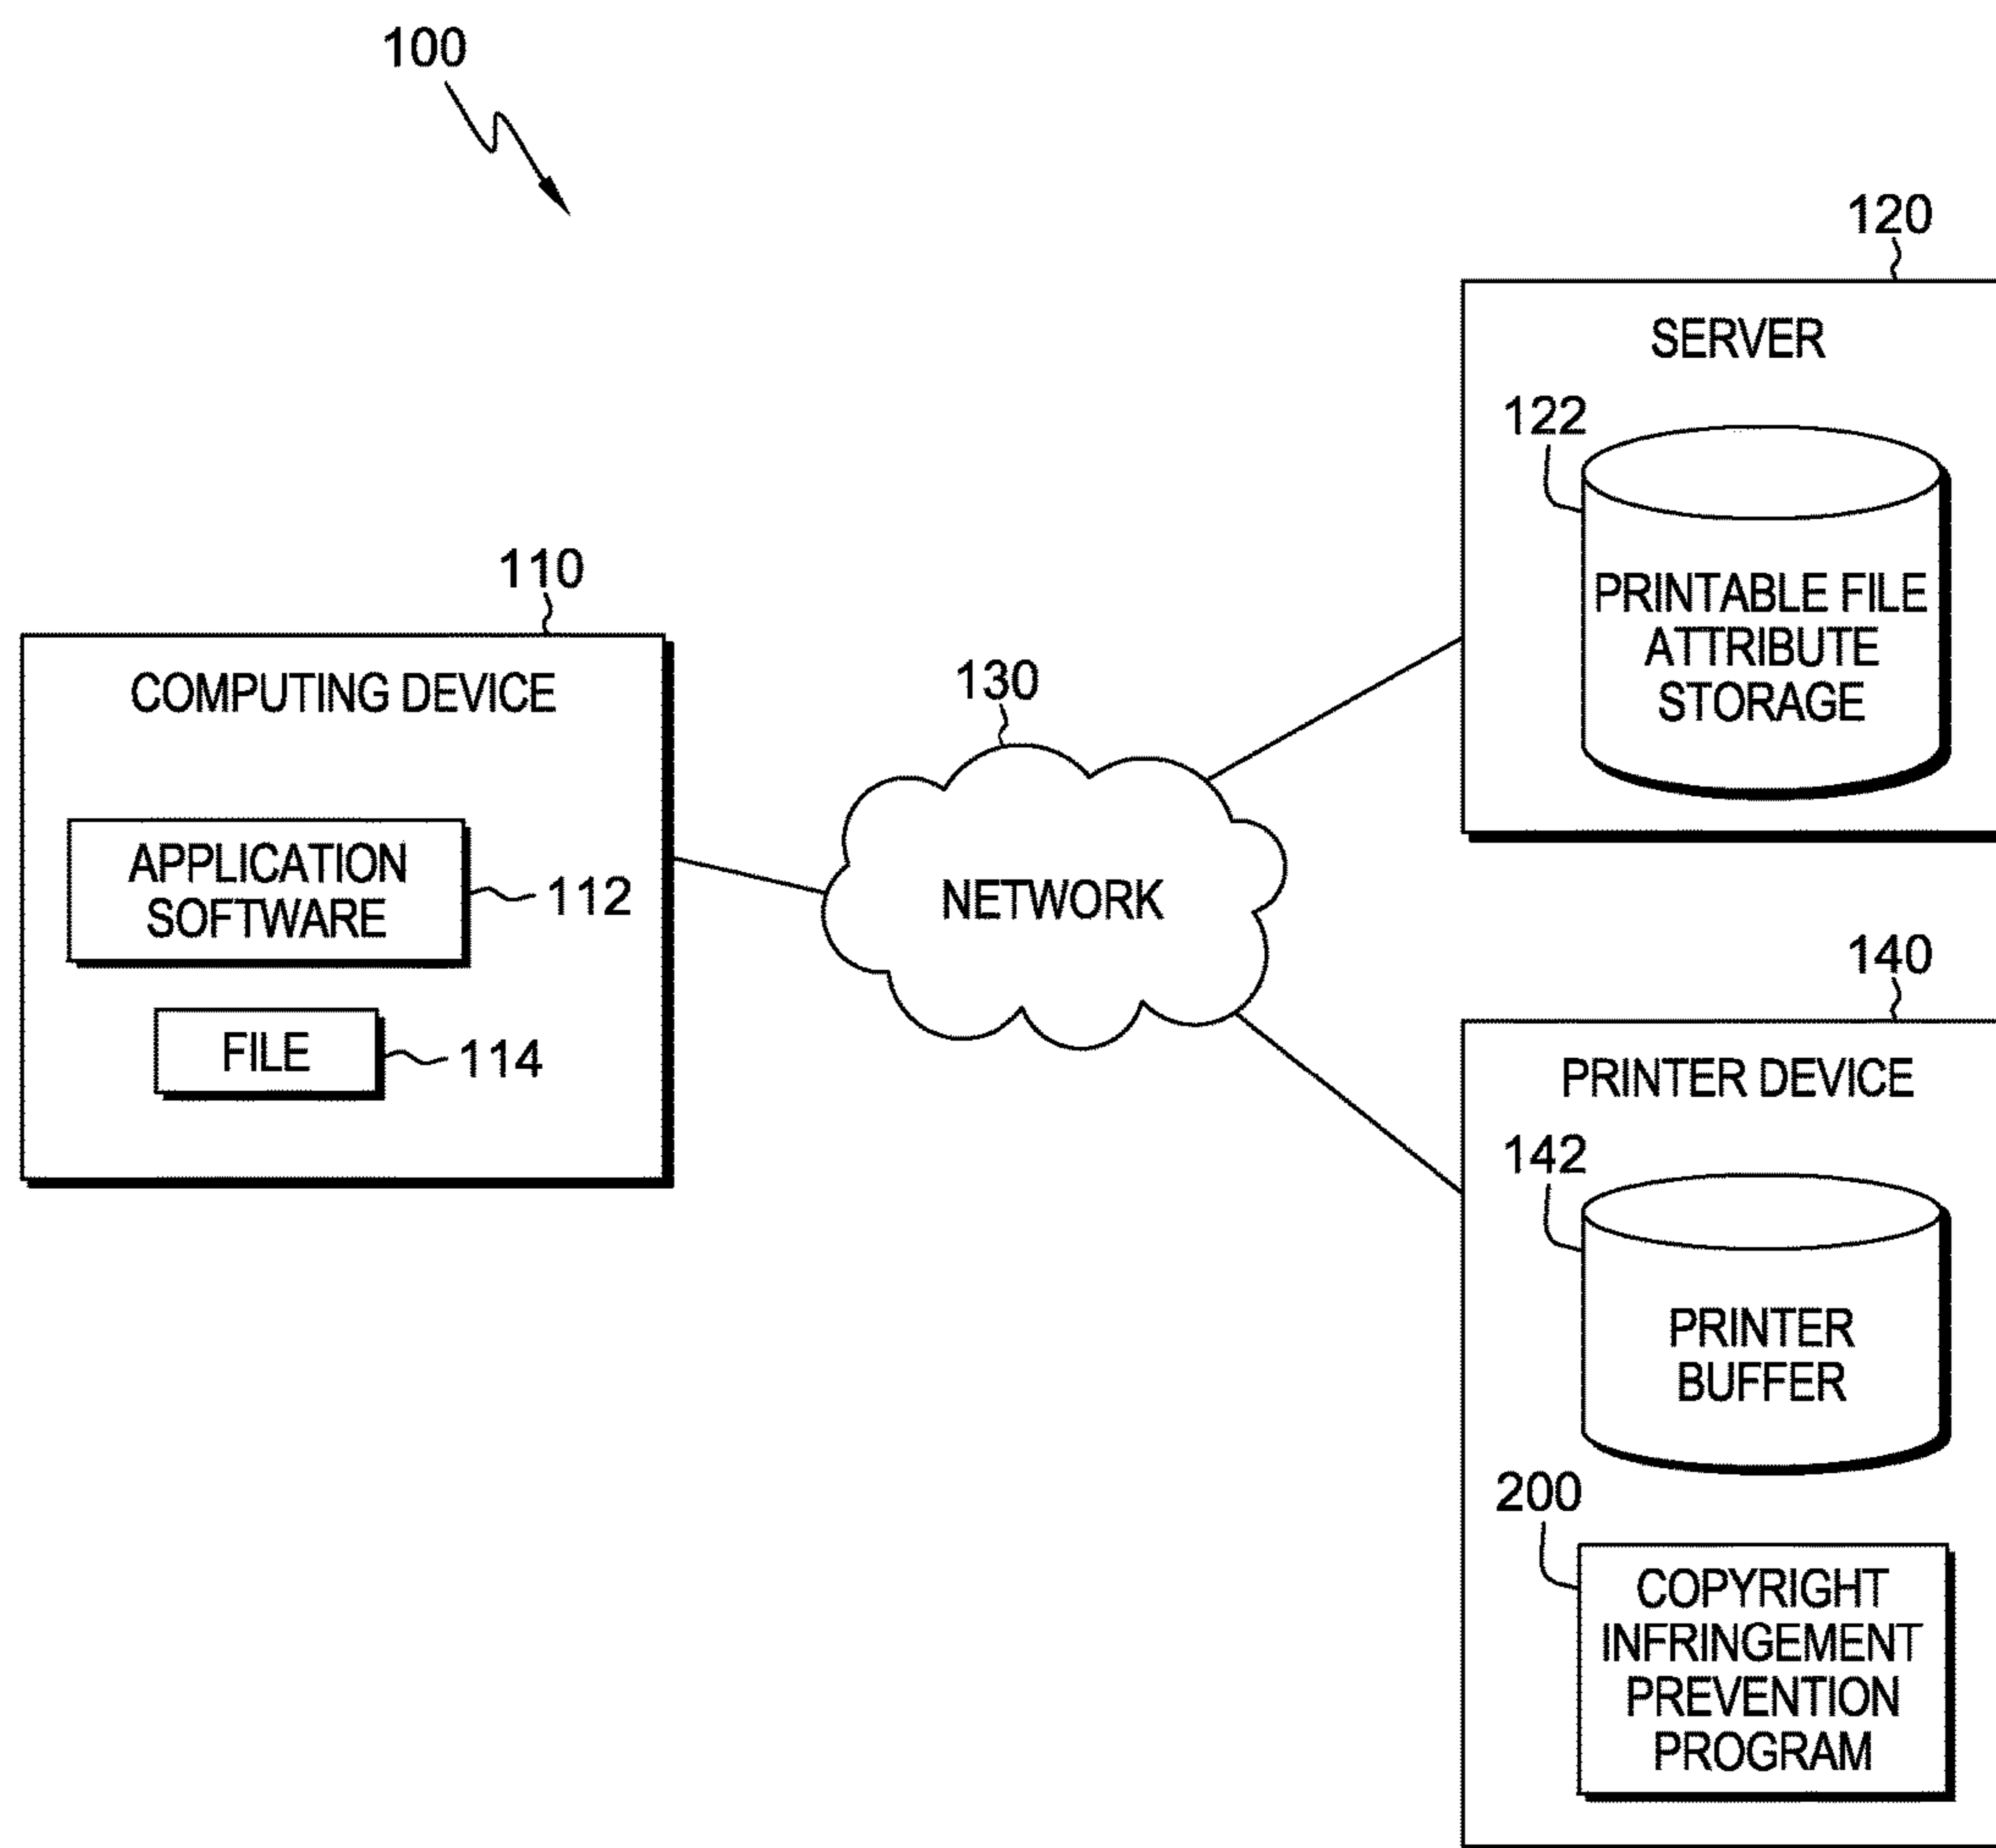 100
120
SERVER
122
PRINTABLE FILE
ATTRIBUTE
STORAGE
110
COMPUTING DEVICE
APPLICATION
SOFTWARE
112
FILE
114
130
NETWORK
140
PRINTER DEVICE
142
PRINTER
BUFFER
200
COPYRIGHT
INFRINGEMENT
PREVENTION
PROGRAM